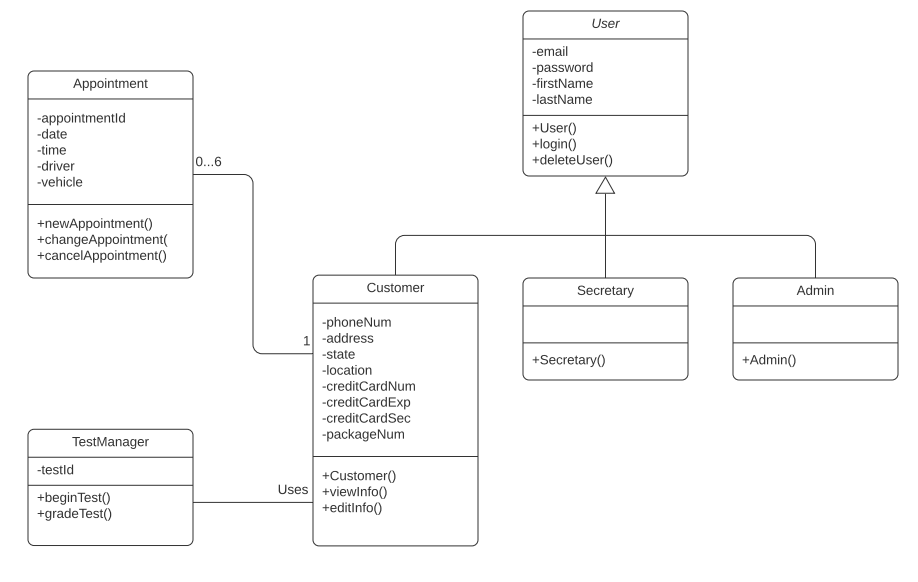 User
-email
-password
-firstName
-lastName
+User()
+login()
+deleteUser()
Appointment
-appointmentId
-date
-time
-driver
-vehicle
+newAppointment()
+changeAppointment(
+cancelAppointment()
0...6
1
Customer
-phoneNum
-address
-state
-location
-creditCardNum
-creditCardExp
-creditCardSec
-packageNum
+Customer()
+viewInfo()
+editInfo()
Secretary
+Secretary()
Admin
+Admin()
TestManager
-testId
+beginTest()
+gradeTest()
Uses